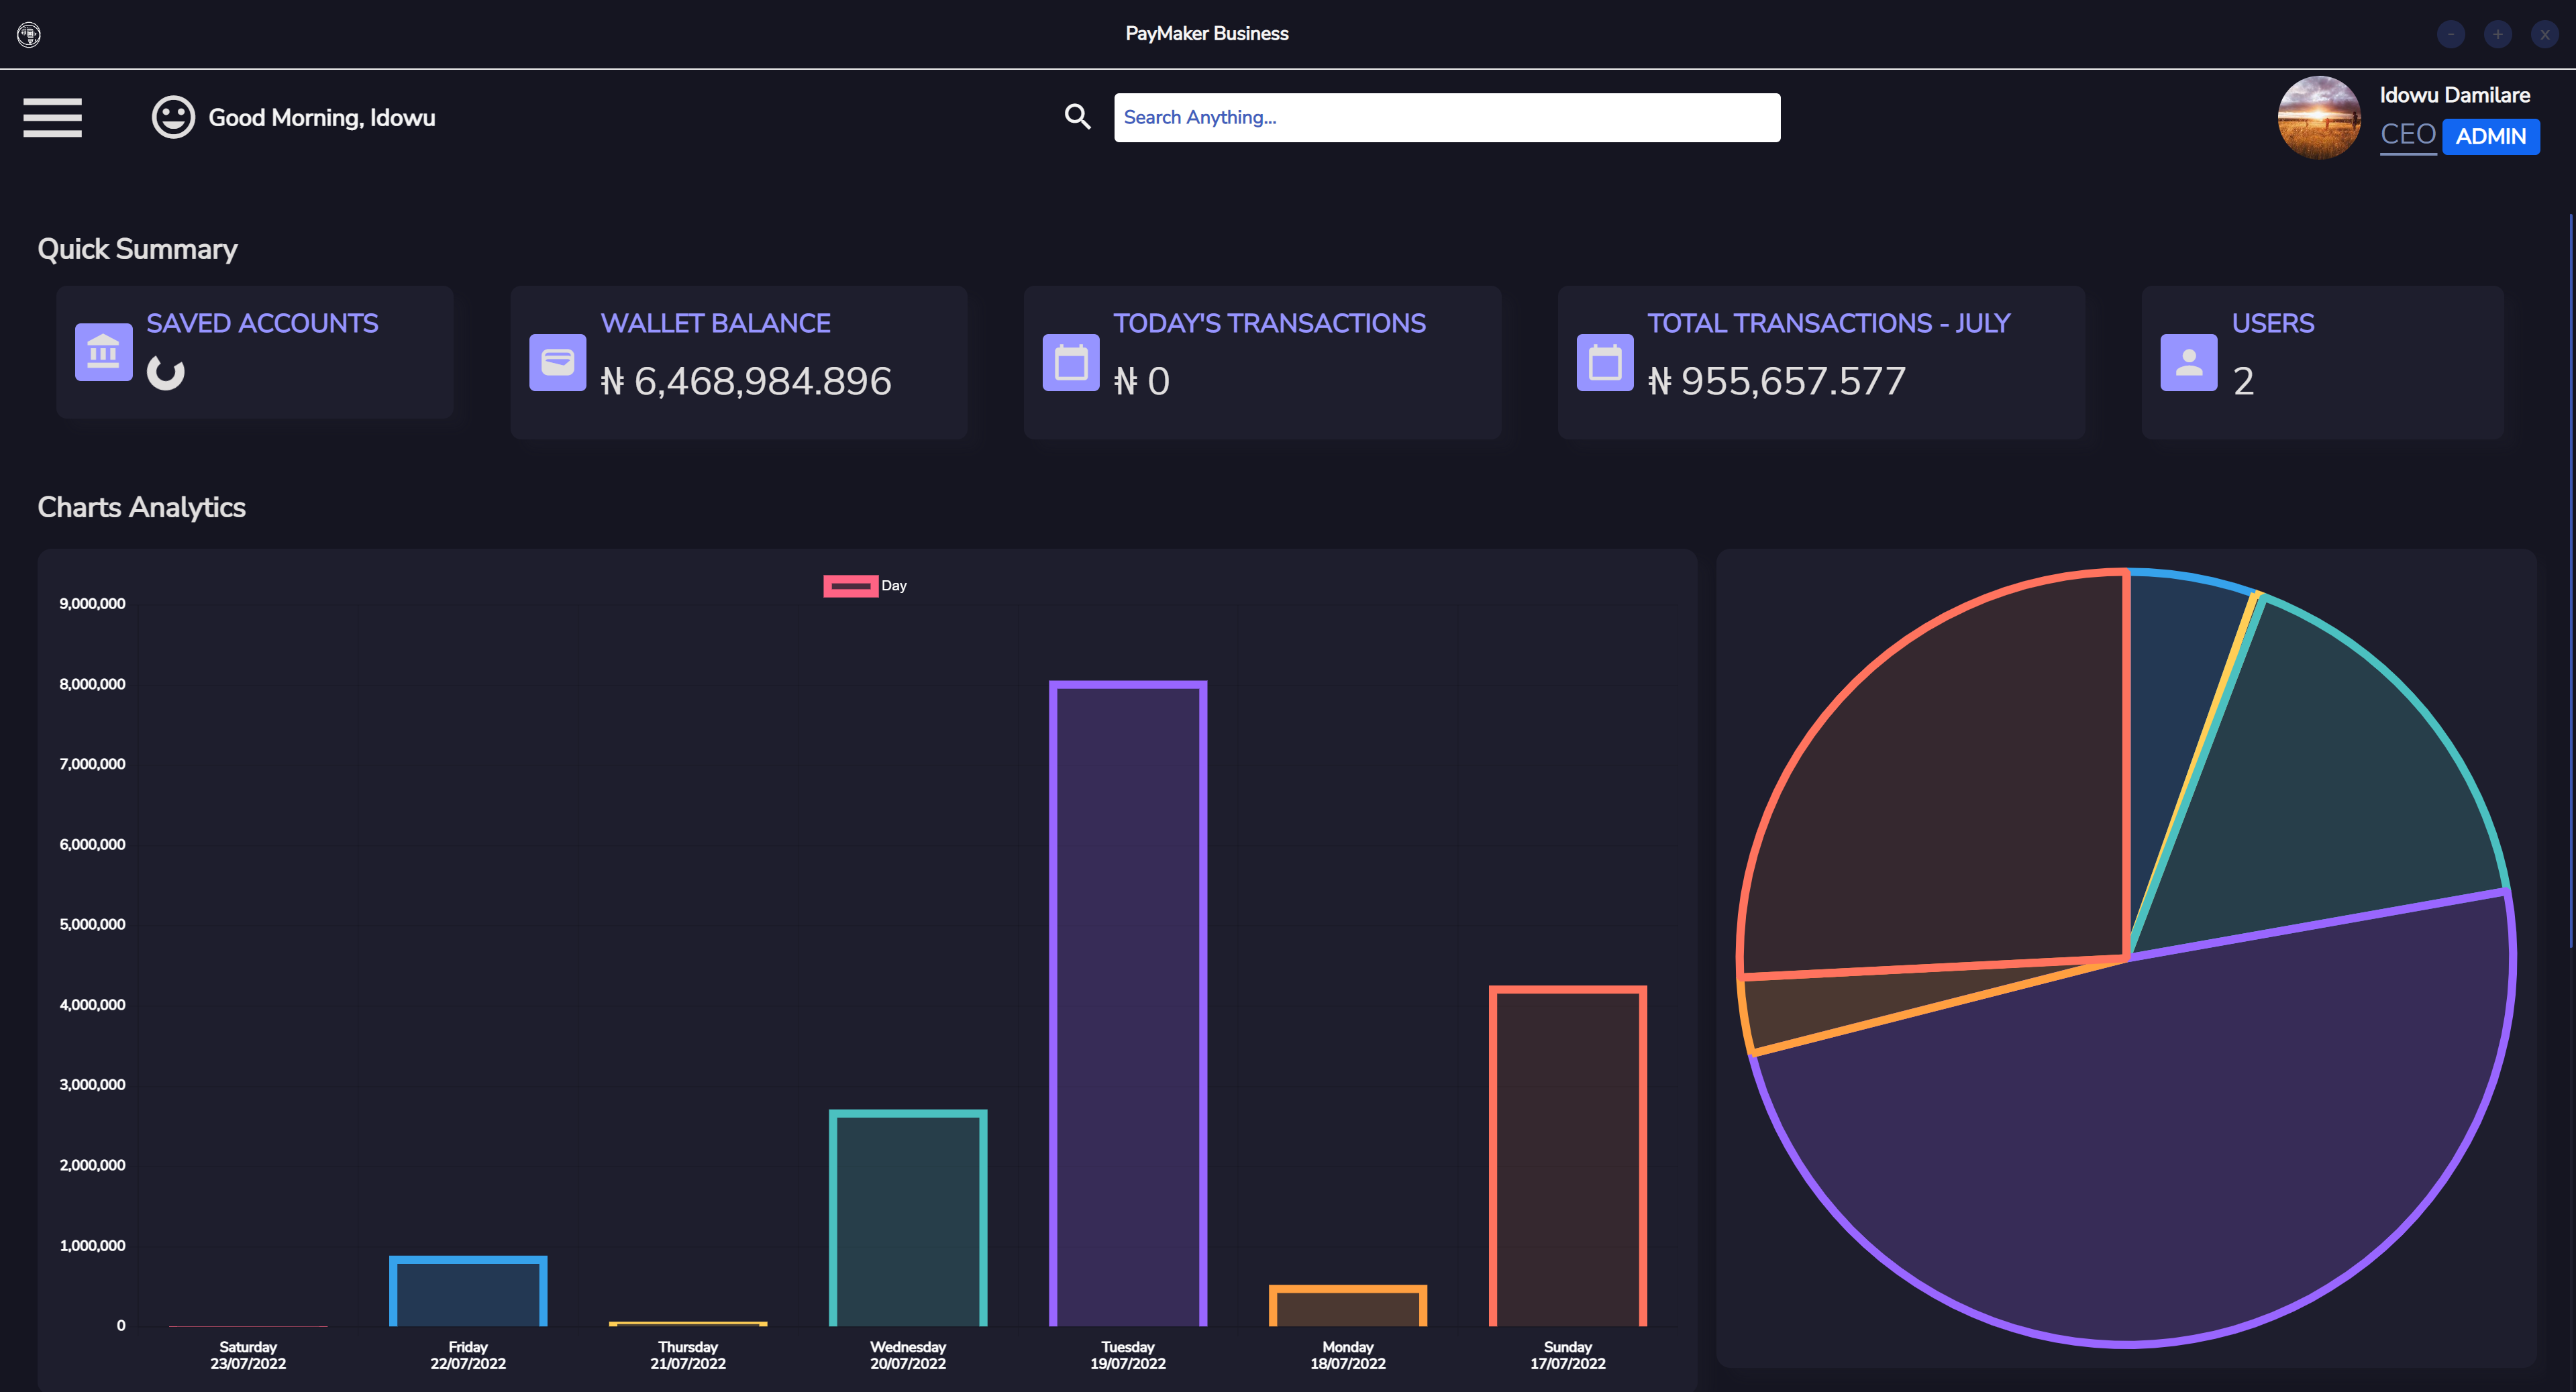 PayMaker Business
- + x
Good Morning, Idowu
Search Anything...
Idowu Damilare
CEO ADMIN
Quick Summary
SAVED ACCOUNTS
WALLET BALANCE
₦ 6,468,984.896
TODAY'S TRANSACTIONS
₦ 0
TOTAL TRANSACTIONS - JULY
₦ 955,657.577
USERS
2
Charts Analytics
Day
9,000,000
8,000,000
7,000,000
6,000,000
5,000,000
4,000,000
3,000,000
2,000,000
1,000,000
0
Saturday
23/07/2022
Friday
22/07/2022
Thursday
21/07/2022
Wednesday
20/07/2022
Tuesday
19/07/2022
Monday
18/07/2022
Sunday
17/07/2022